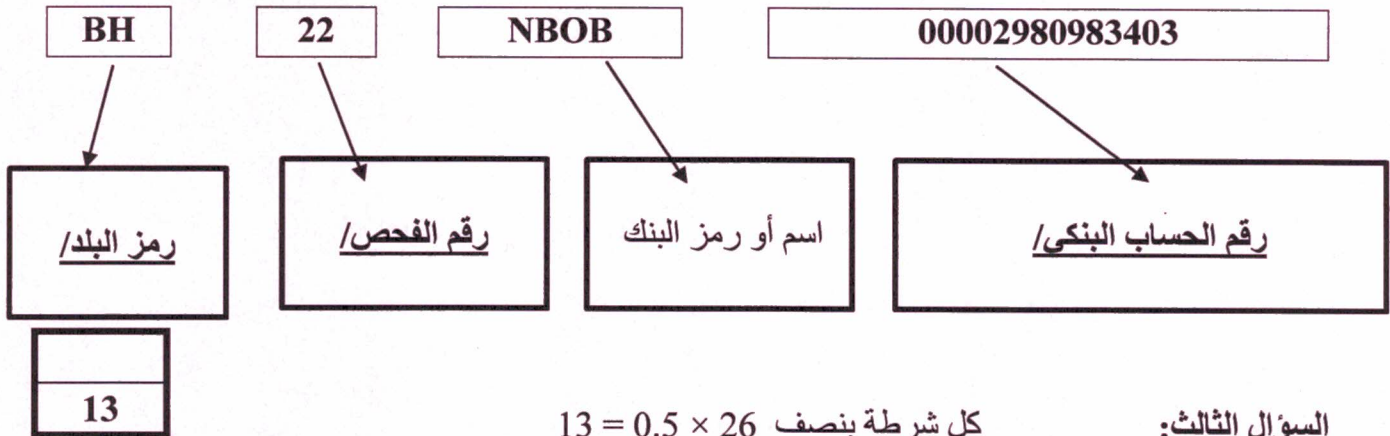 BH 22 NBOB 00002980983403
رمز البلد/ رقم الفحص/ اسم أو رمز البنك رقم الحساب البنكي/
13
السؤال الثالث: كل شرطة بنصف 26 × 0.5 = 13